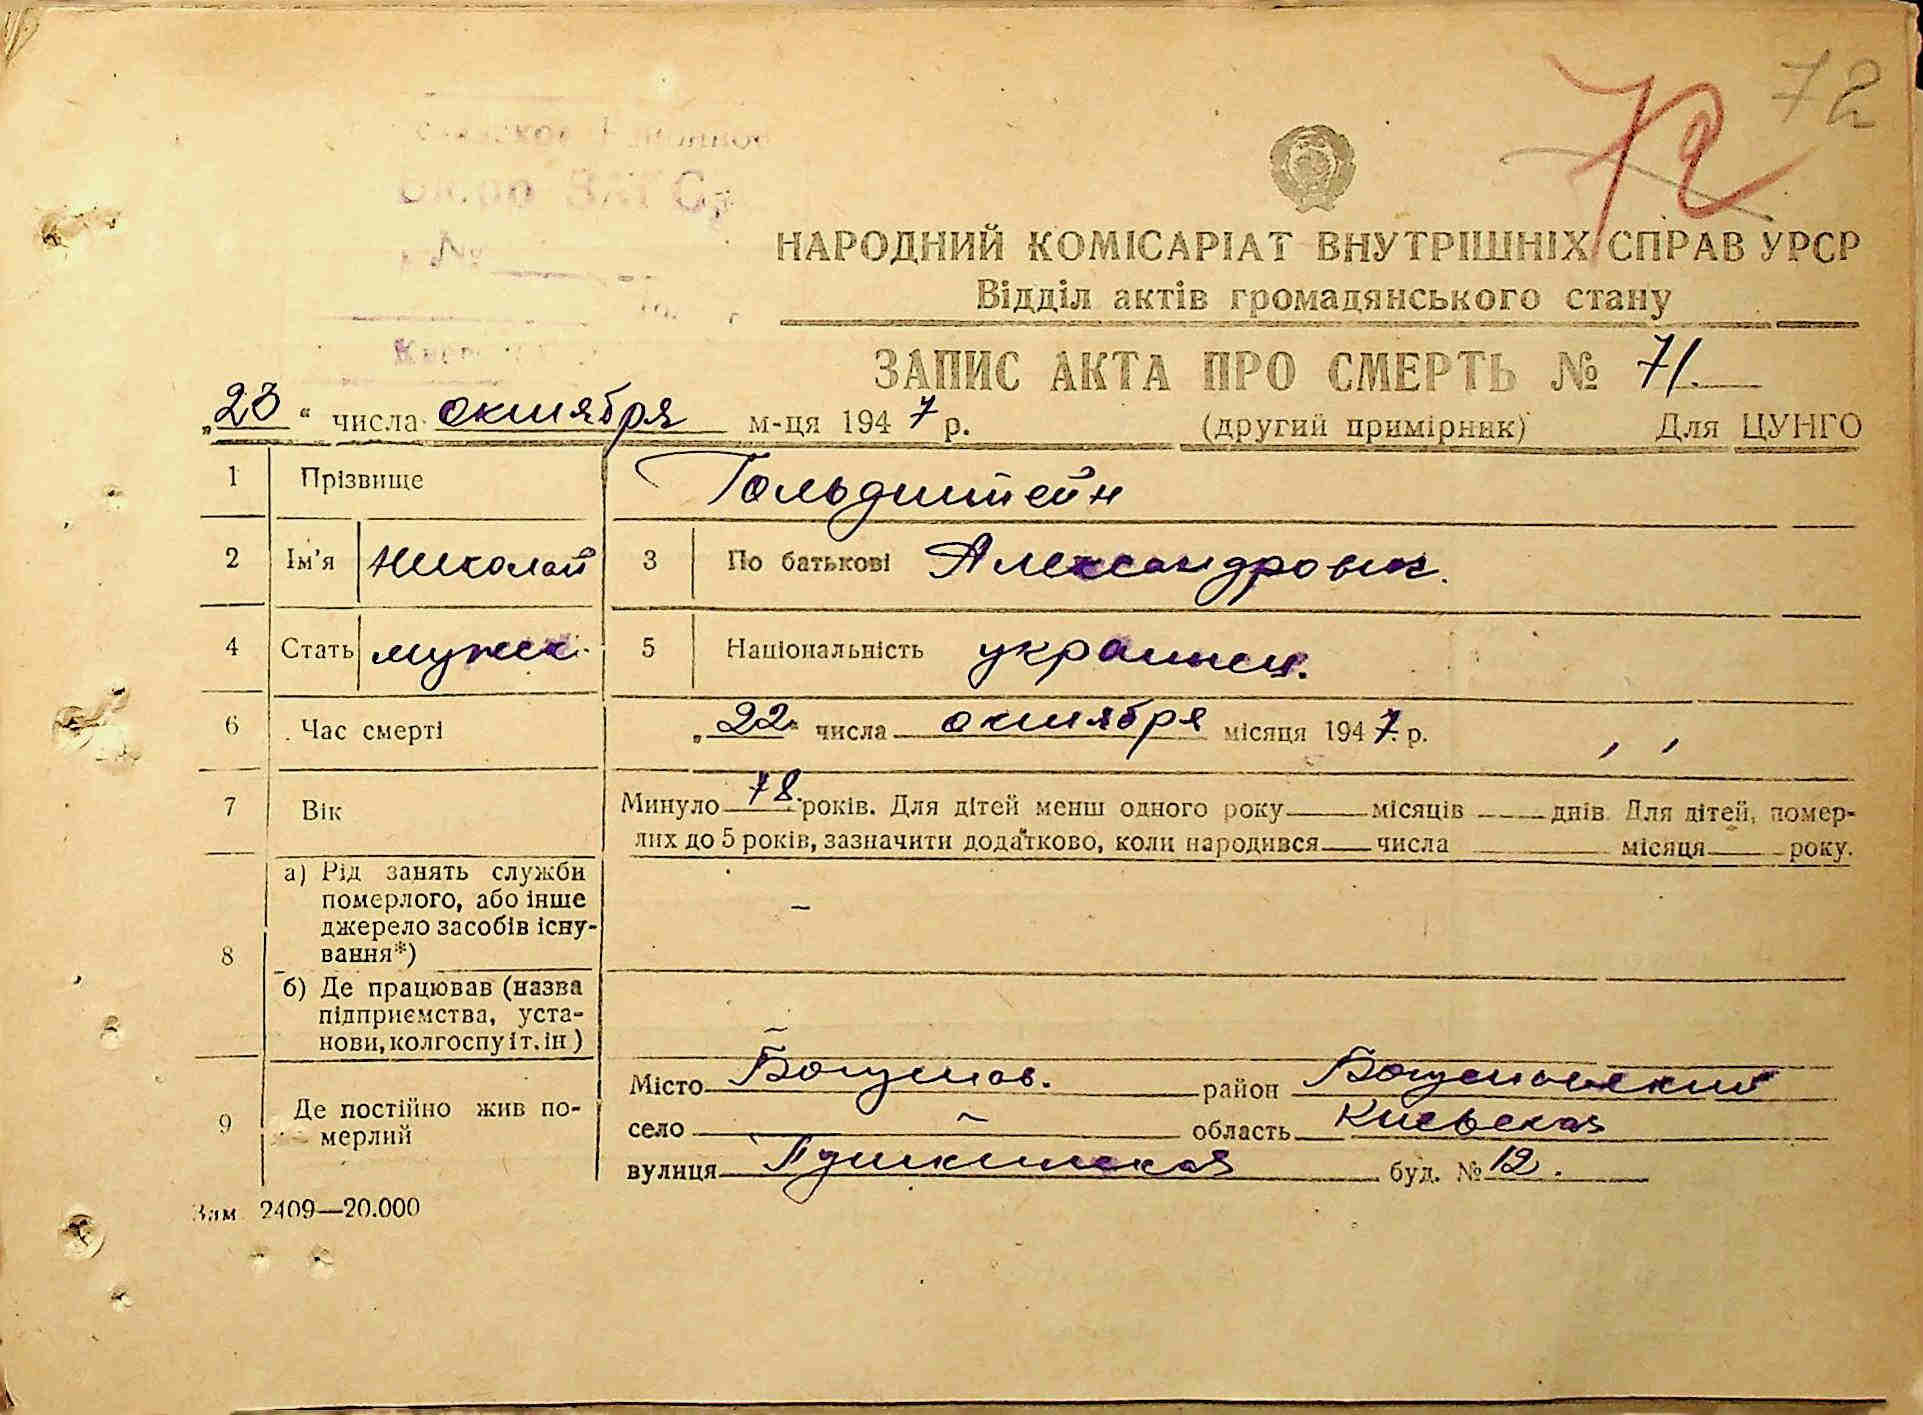 72
72
Бюро ЗАГС
№
НАРОДНИЙ КОМІСАРІАТ ВНУТРІШНІХ СПРАВ УРСР
Відділ актів громадянського стану
ЗАПИС АКТА ПРО СМЕРТЬ № 71.
„23“ числа октября м-ця 1947 р. (другий примірник) Для ЦУНГО
1 Прізвище Гольдштейн
2 Ім'я Николай 3 По батькові Александрович.
4 Стать мужск. 5 Національність украинец.
6 Час смерті „22“ числа октября місяця 1947 р.
7 Вік Минуло 78 років. Для дітей менш одного року місяців днів. Для дітей, помер-
лих до 5 років, зазначити додатково, коли народився числа місяця року.
8 а) Рід занять служби
померлого, або інше
джерело засобів існу-
вання*) –
б) Де працював (назва
підприємства, уста-
нови, колгоспу і т. ін) –
9 Де постійно жив по-
мерлий
Місто Богуслав. район Богуславский
село – область Киевская
вулиця Пушкинская буд. № 12.
Зам. 2409—20.000